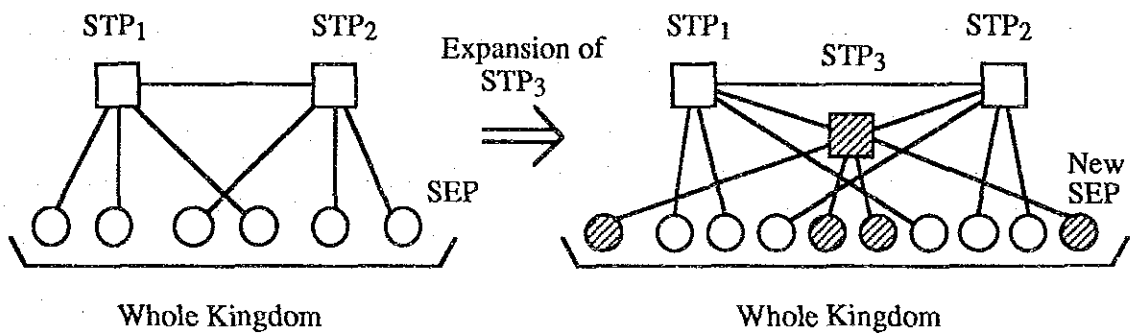 STP₁
STP₂
SEP
Whole Kingdom
Expansion of
STP₃
STP₁
STP₂
STP₃
New
SEP
Whole Kingdom